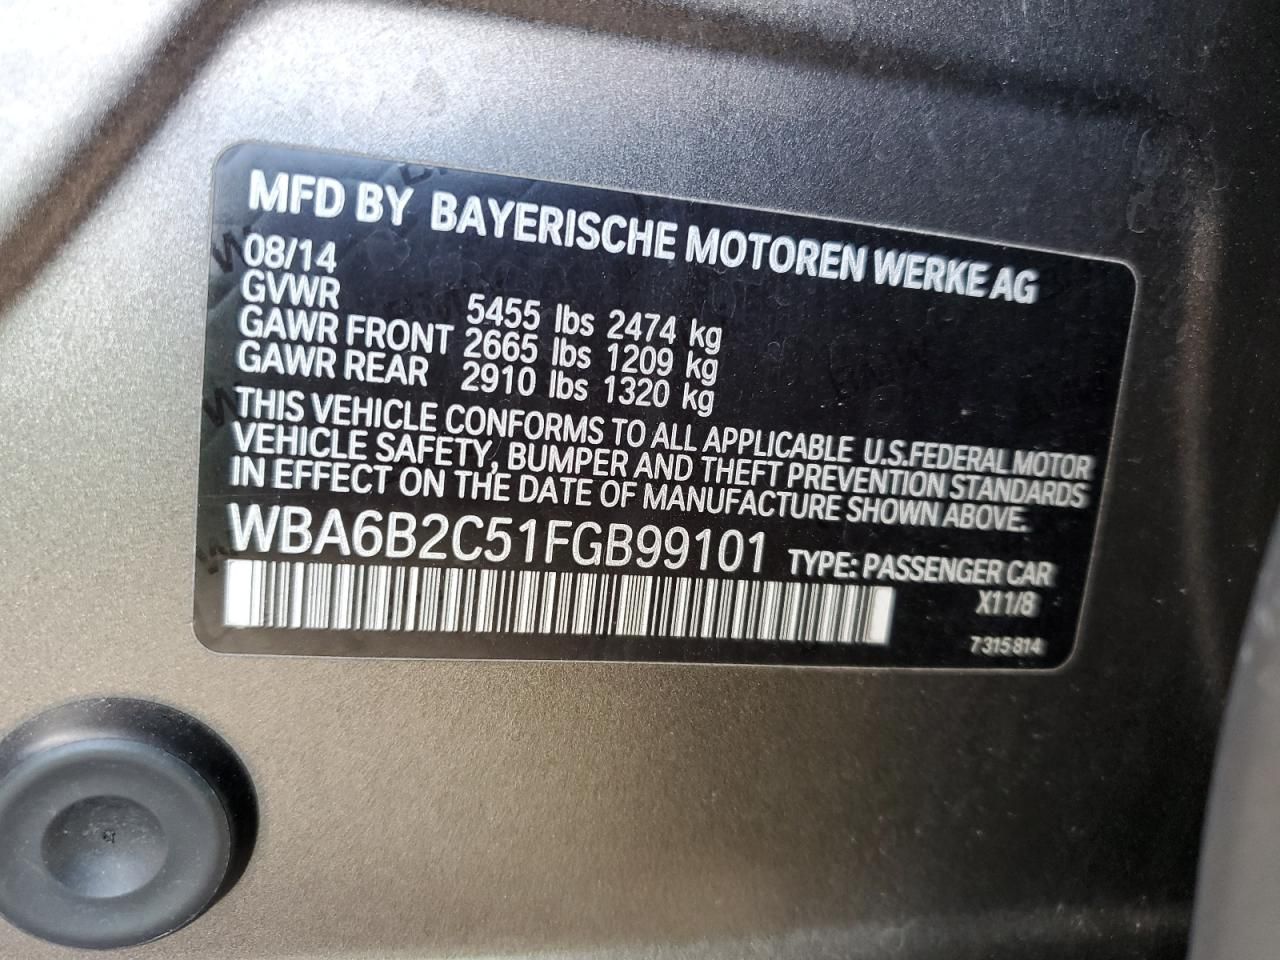 MFD BY BAYERISCHE MOTOREN WERKE AG
08/14
GVWR 5455 lbs 2474 kg
GAWR FRONT 2665 lbs 1209 kg
GAWR REAR 2910 lbs 1320 kg
THIS VEHICLE CONFORMS TO ALL APPLICABLE U.S.FEDERAL MOTOR
VEHICLE SAFETY, BUMPER AND THEFT PREVENTION STANDARDS
IN EFFECT ON THE DATE OF MANUFACTURE SHOWN ABOVE.
WBA6B2C51FGB99101 TYPE: PASSENGER CAR
X11/8
7315814